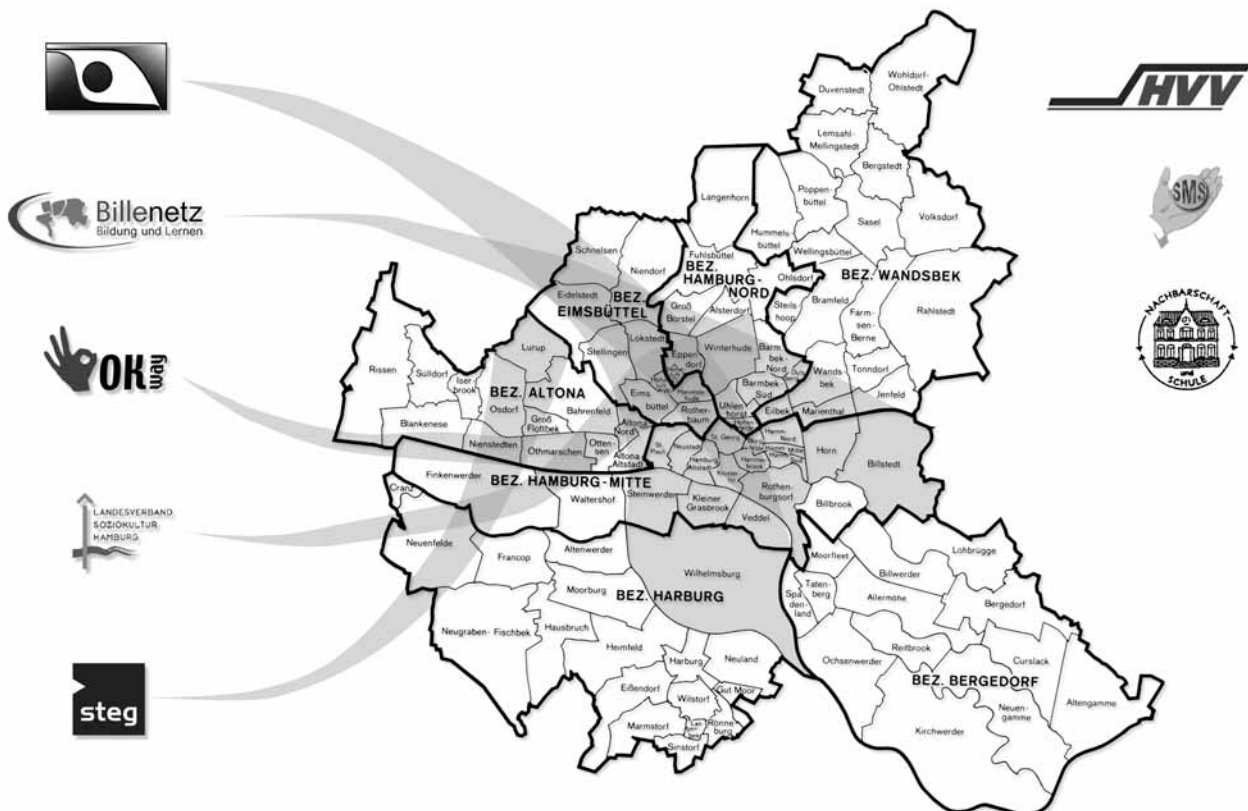 Billenetz
Bildung und Lernen
OK way
LANDESVERBAND
SOZIOKULTUR
HAMBURG
steg
HVV
SMS
NACHBARSCHAFT
und
SCHULE
Wohldorf-
Ohlstedt
Duvenstedt
Lemsahl-
Mellingstedt
Bergstedt
Poppen-
büttel
Sasel
Volksdorf
Langenhorn
Hummels-
büttel
Wellingsbüttel
BEZ. WANDSBEK
Schnelsen
Niendorf
Fuhlsbüttel
BEZ.
HAMBURG-
NORD
Ohlsdorf
Eidelstedt
BEZ.
EIMSBÜTTEL
Groß
Borstel
Alsterdorf
Steils
hoop
Bramfeld
Farm-
sen-
Berne
Rahlstedt
Lokstedt
Stellingen
Eppen
dorf
Winterhude
Barm
bek-
Nord
Barmbek-
Süd
Wands
bek
Tonndorf
Jenfeld
Lurup
Rissen
Sülldorf
Iser-
brook
BEZ. ALTONA
Osdorf
Bahrenfeld
Groß
Flottbek
Blankenese
Nienstedten
Othmarschen
Otten-
sen
Altona
Nord
Altona
Altstadt
Eims
büttel
Rother-
baum
Uhlen
horst
Eilbek
Marienthal
St.
Pauli
Neustadt
St. Georg
Hamburg
Altstadt
Hamm-
Nord
Horn
Billstedt
Finkenwerder
BEZ. HAMBURG-MITTE
Waltershof
Steinwerder
Kleiner
Grasbrook
Rothen-
burgsort
Veddel
Billbrook
Cranz
Neuenfelde
Francop
Altenwerder
Moorburg
Wilhelmsburg
BEZ. HARBURG
Moorfleet
Billwerder
Lohbrügge
Spa
den-
land
Taten-
berg
Allermöhe
Bergedorf
Neugraben-Fischbek
Hausbruch
Heimfeld
Harburg
Neuland
Gut Moor
Eißendorf
Wilstorf
Rönne
burg
Marmstorf
Sinstorf
Ochsenwerder
Reitbrook
Curslack
BEZ. BERGEDORF
Neuen-
gamme
Altengamme
Kirchwerder